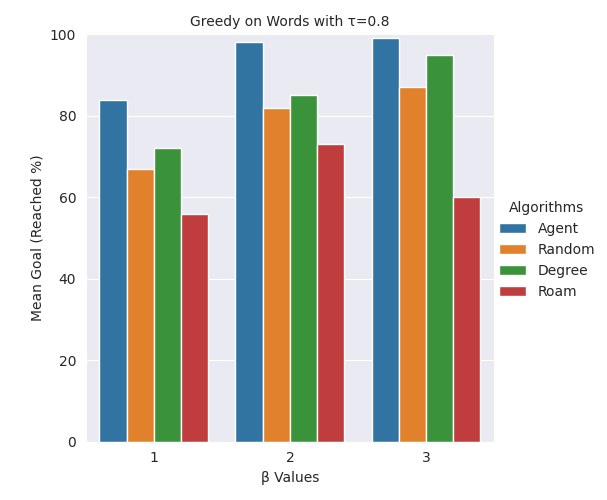 Greedy on Words with τ=0.8
Mean Goal (Reached %)
100
80
60
40
20
0
1 2 3
β Values
Algorithms
Agent
Random
Degree
Roam